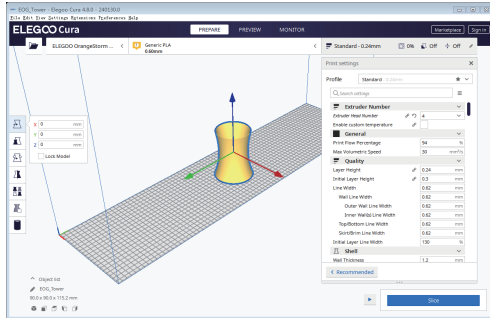 EOG_Tower - Elegoo Cura 4.8.0 - 240130.0
File Edit View Settings Extensions Preferences Help
ELEGOO Cura
PREPARE PREVIEW MONITOR
Marketplace Sign in
ELEGOO OrangeStorm ...
Generic PLA
0.60mm
Standard - 0.24mm 0% Off Off
Print settings
Profile Standard 0.24mm
Search settings
Extruder Number
Extruder Head Number 4
Enable custom temperature
General
Print Flow Percentage 94 %
Max Volumetric Speed 30 mm³/s
Quality
Layer Height 0.24 mm
Initial Layer Height 0.3 mm
Line Width 0.62 mm
Wall Line Width 0.62 mm
Outer Wall Line Width 0.62 mm
Inner Wall(s) Line Width 0.62 mm
Top/Bottom Line Width 0.62 mm
Skirt/Brim Line Width 0.62 mm
Initial Layer Line Width 130 %
Shell
Wall Thickness 1.2 mm
Recommended
X 0 mm
Y 0 mm
Z 0 mm
Lock Model
Object list
EOG_Tower
90.0 x 90.0 x 115.2 mm
Slice